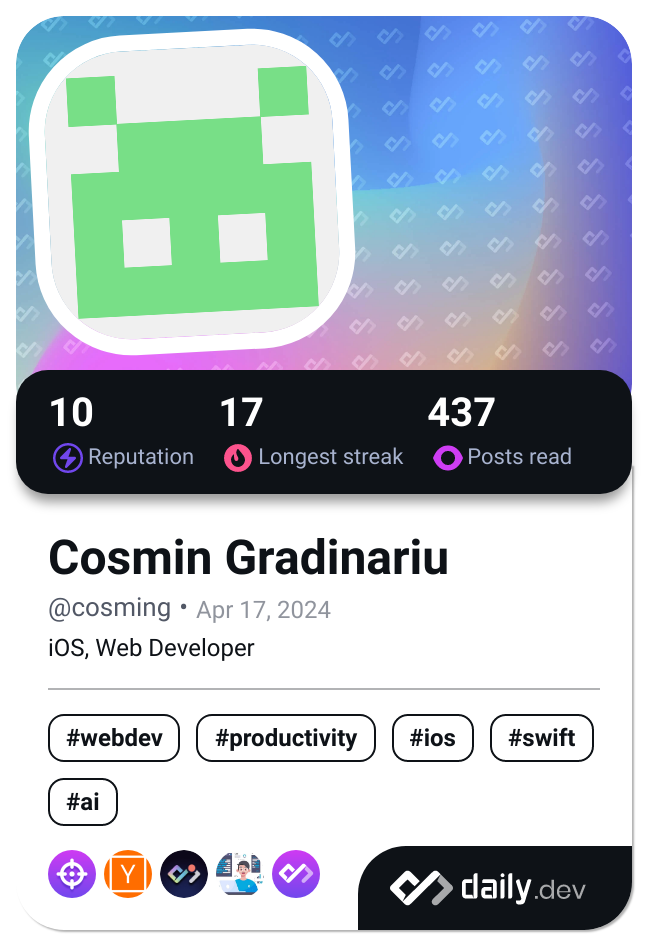 10 17 437
Reputation Longest streak Posts read
Cosmin Gradinariu
@cosming • Apr 17, 2024
iOS, Web Developer
#webdev #productivity #ios #swift
#ai
Y
daily.dev